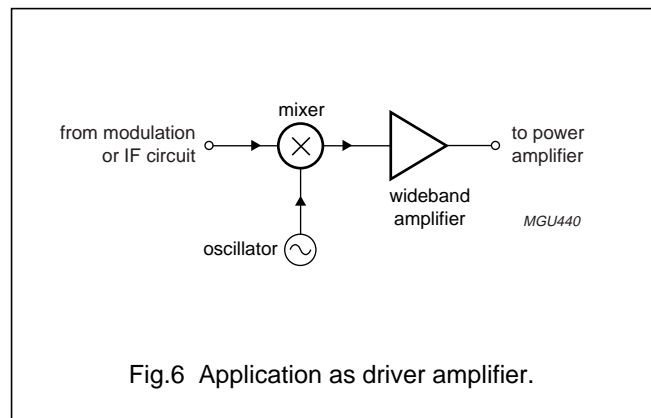 mixer
from modulation
or IF circuit
to power
amplifier
wideband
amplifier
MGU440
oscillator
Fig.6 Application as driver amplifier.